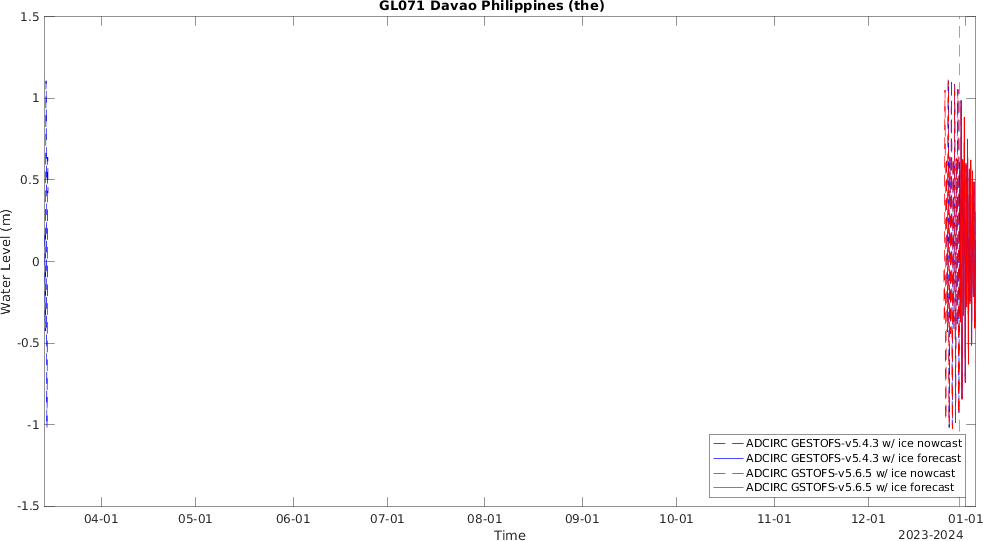 GL071 Davao Philippines (the)
1.5
1
0.5
0
-0.5
-1
-1.5
Water Level (m)
ADCIRC GESTOFS-v5.4.3 w/ ice nowcast
ADCIRC GESTOFS-v5.4.3 w/ ice forecast
ADCIRC GSTOFS-v5.6.5 w/ ice nowcast
ADCIRC GSTOFS-v5.6.5 w/ ice forecast
04-01 05-01 06-01 07-01 08-01 09-01 10-01 11-01 12-01 01-01
Time
2023-2024